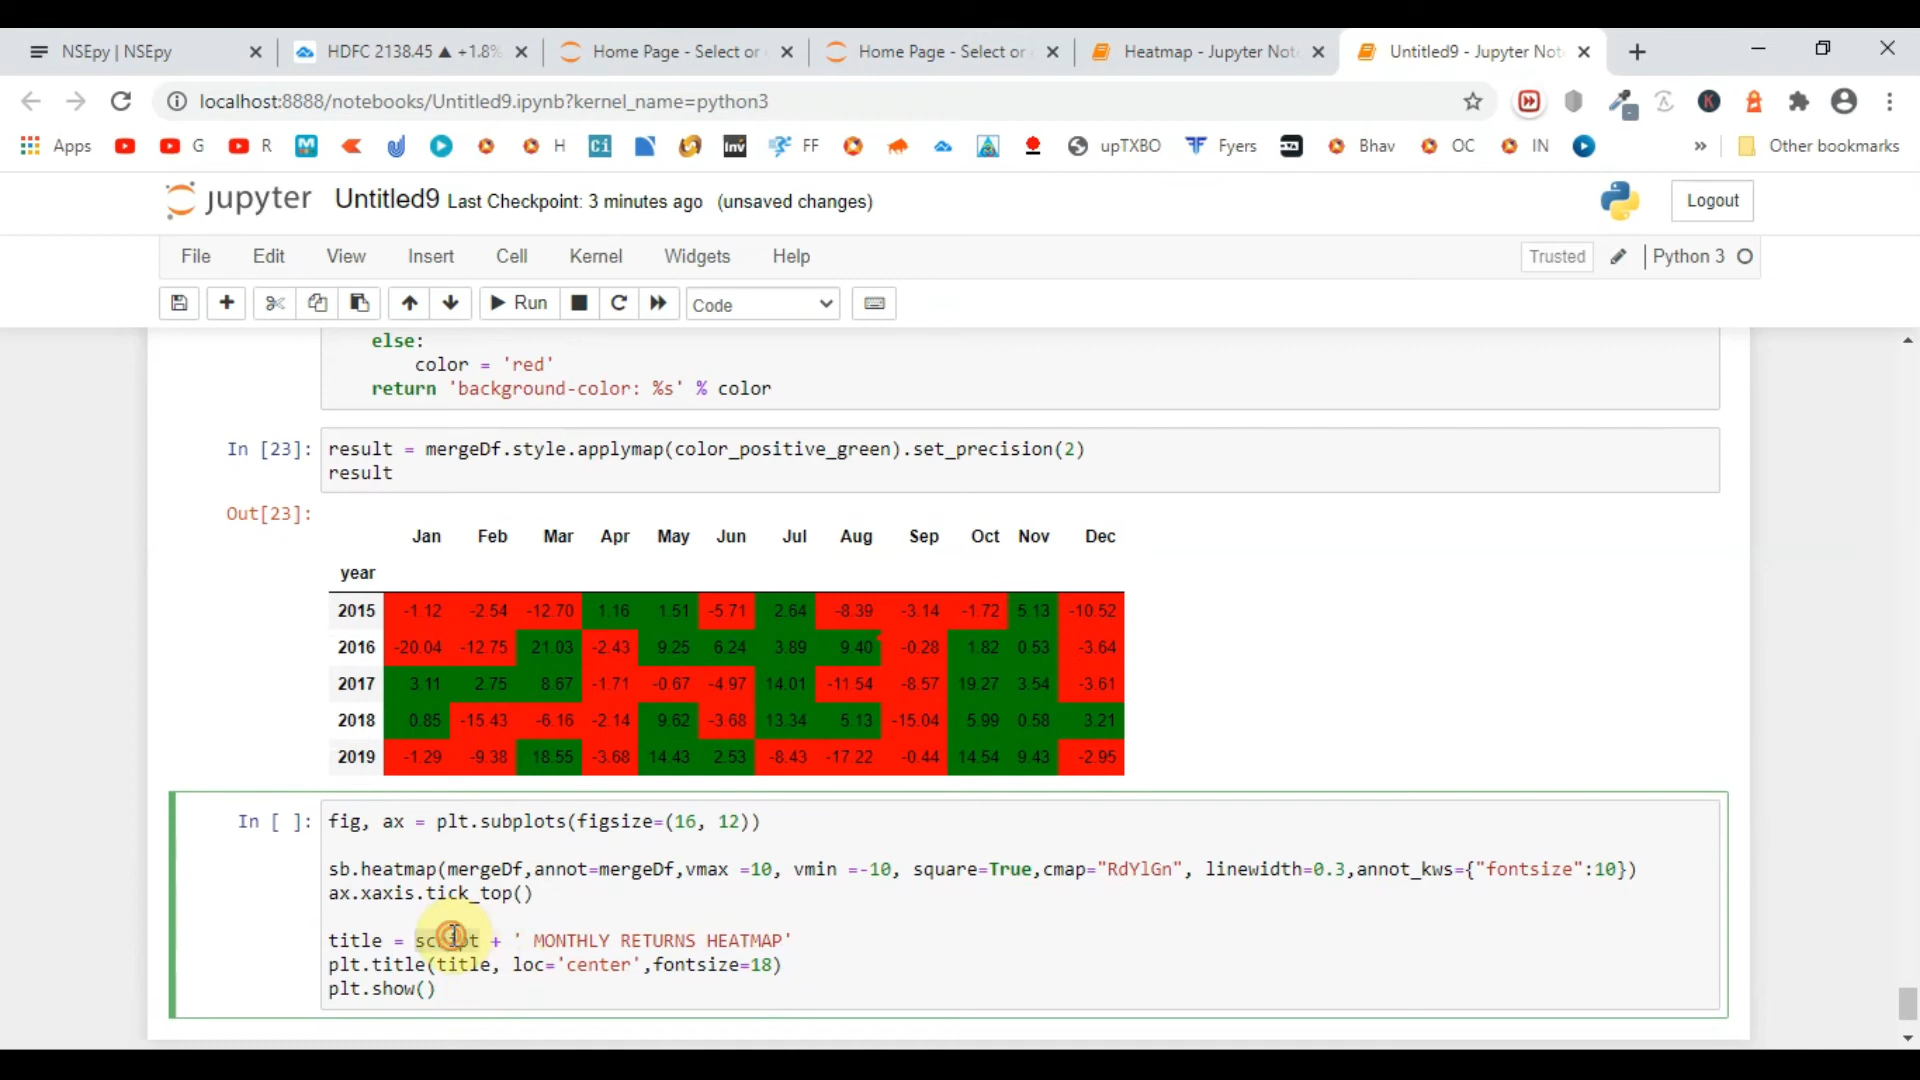 NSEpy | NSEpy
HDFC 2138.45 ▲ +1.8%
Home Page - Select or
Home Page - Select or
Heatmap - Jupyter Not
Untitled9 - Jupyter Not
localhost:8888/notebooks/Untitled9.ipynb?kernel_name=python3
Apps G R H Ci Inv FF upTXBO Fyers Bhav OC IN » Other bookmarks
jupyter Untitled9 Last Checkpoint: 3 minutes ago (unsaved changes) Logout
File Edit View Insert Cell Kernel Widgets Help Trusted Python 3
Run Code
else:
color = 'red'
return 'background-color: %s' % color
In [23]: result = mergeDf.style.applymap(color_positive_green).set_precision(2)
result
Out[23]:
Jan Feb Mar Apr May Jun Jul Aug Sep Oct Nov Dec
year
2015 -1.12 -2.54 -12.70 1.16 1.51 -5.71 2.64 -8.39 -3.14 -1.72 5.13 -10.52
2016 -20.04 -12.75 21.03 -2.43 9.25 6.24 3.89 9.40 -0.28 1.82 0.53 -3.64
2017 3.11 2.75 8.67 -1.71 -0.67 -4.97 14.01 -11.54 -8.57 19.27 3.54 -3.61
2018 0.85 -15.43 -6.16 -2.14 9.62 -3.68 13.34 5.13 -15.04 5.99 0.58 3.21
2019 -1.29 -9.38 18.55 -3.68 14.43 2.53 -8.43 -17.22 -0.44 14.54 9.43 -2.95
In [ ]: fig, ax = plt.subplots(figsize=(16, 12))
sb.heatmap(mergeDf,annot=mergeDf,vmax =10, vmin =-10, square=True,cmap="RdYlGn", linewidth=0.3,annot_kws={"fontsize":10})
ax.xaxis.tick_top()
title = script + ' MONTHLY RETURNS HEATMAP'
plt.title(title, loc='center',fontsize=18)
plt.show()